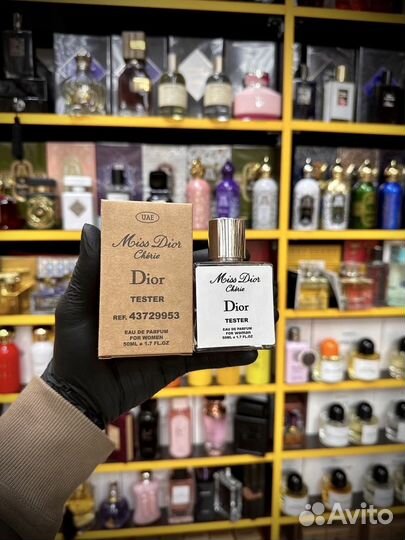 UAE
Miss Dior
Chérie
Dior
TESTER
REF. 43729953
EAU DE PARFUM
FOR WOMEN
50ML e 1.7 FL.OZ
Miss Dior
Chérie
Dior
TESTER
EAU DE PARFUM
For women
50ML e 1.7 FL.OZ
Avito